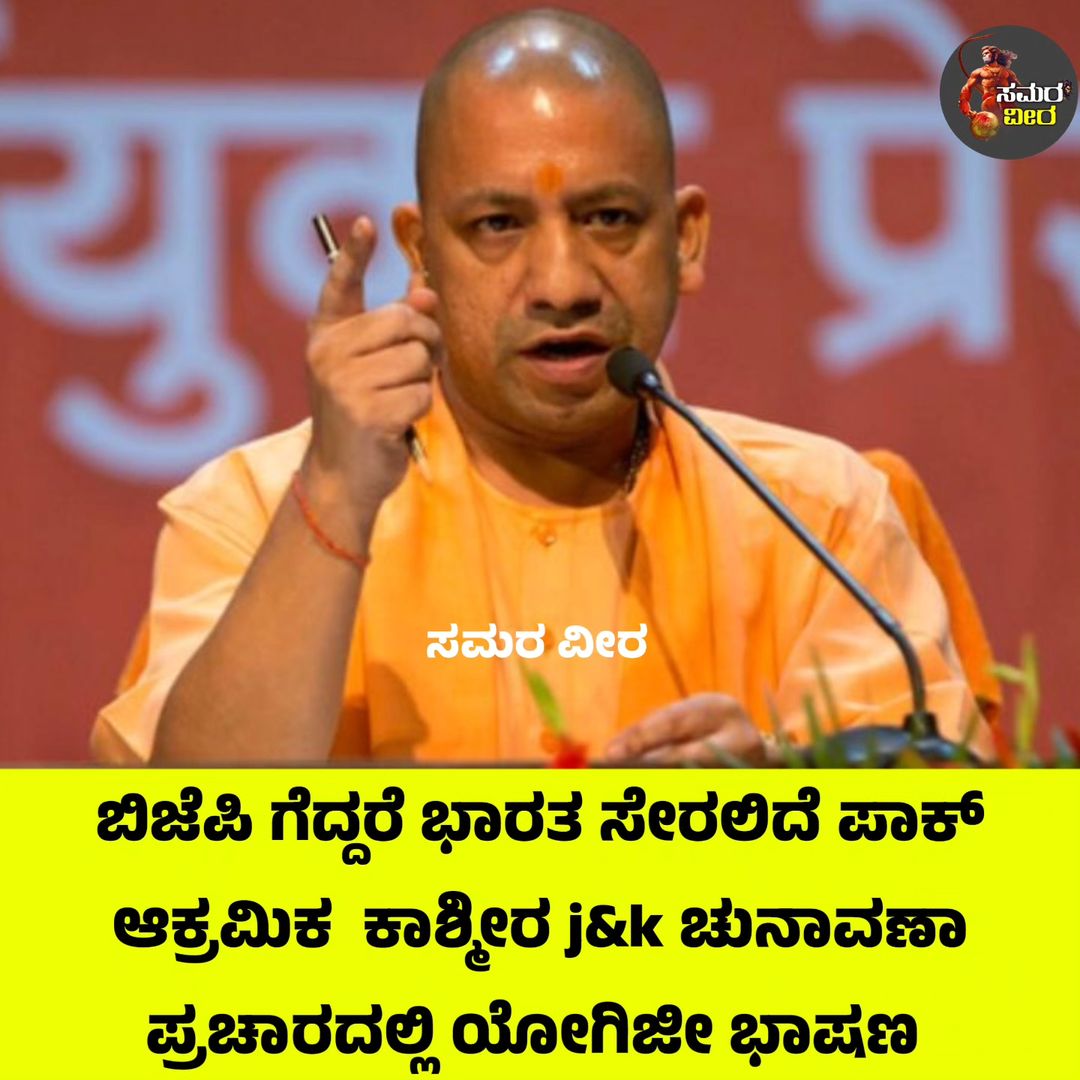 युवा प्रे
ಸಮರ
ವೀರ
ಸಮರ ವೀರ
ಬಿಜೆಪಿ ಗೆದ್ದರೆ ಭಾರತ ಸೇರಲಿದೆ ಪಾಕ್
ಆಕ್ರಮಿಕ ಕಾಶ್ಮೀರ j&k ಚುನಾವಣಾ
ಪ್ರಚಾರದಲ್ಲಿ ಯೋಗಿಜೀ ಭಾಷಣ